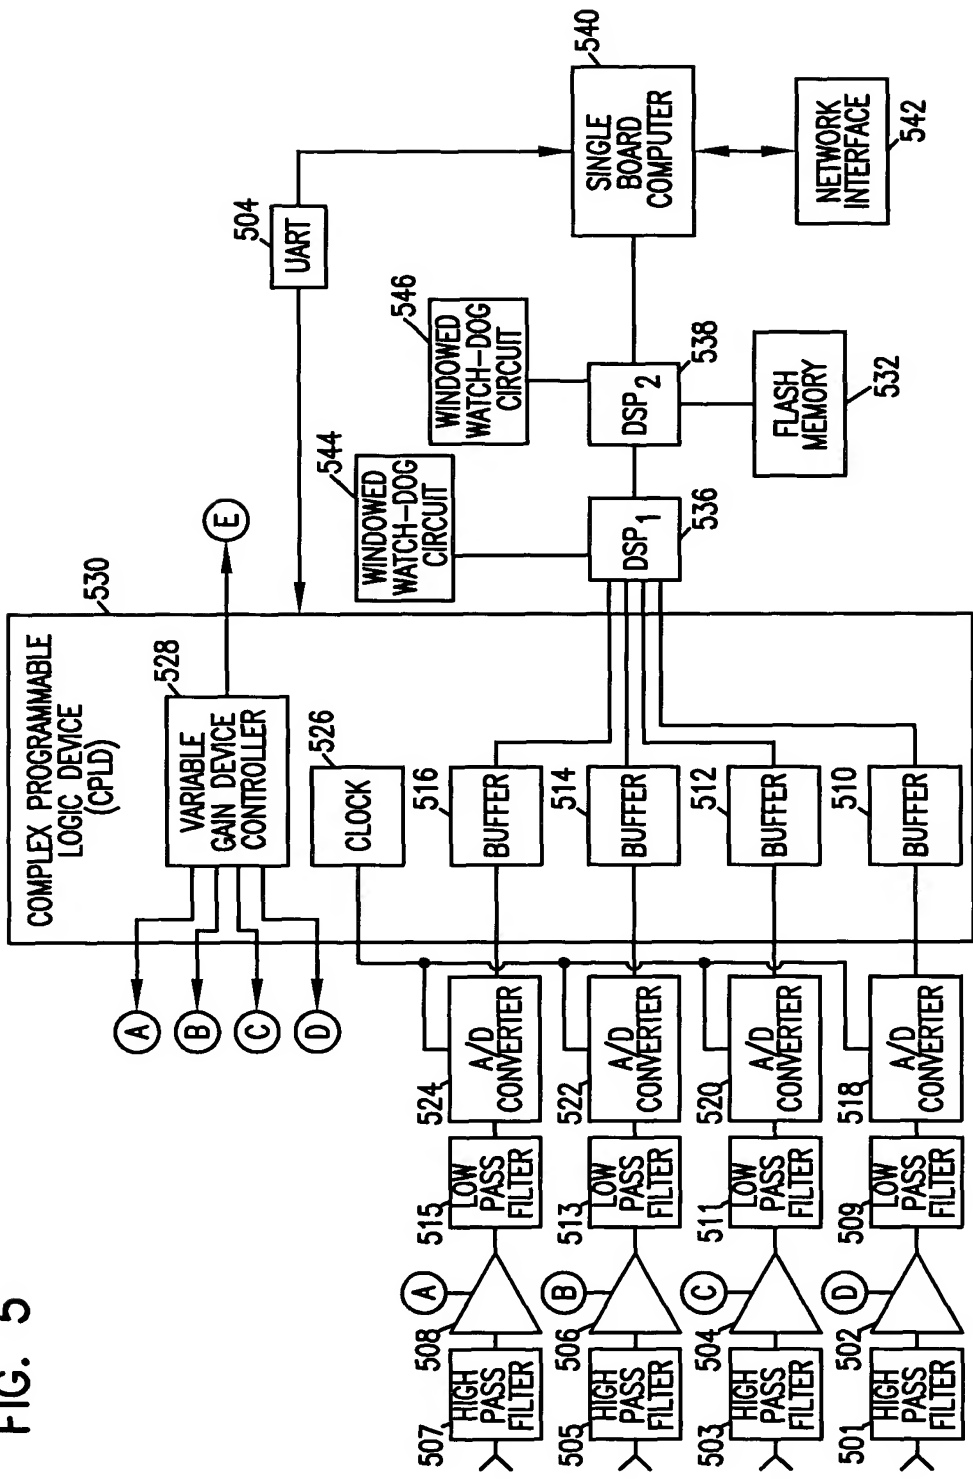 FIG. 5
COMPLEX PROGRAMMABLE
LOGIC DEVICE
(CPLD)
530
A
B
C
D
VARIABLE
GAIN DEVICE
CONTROLLER
528
E
UART
504
CLOCK
526
507
HIGH
PASS
FILTER
508
A
515
LOW
PASS
FILTER
524
A/D
CONVERTER
516
BUFFER
505
HIGH
PASS
FILTER
506
B
513
LOW
PASS
FILTER
522
A/D
CONVERTER
514
BUFFER
503
HIGH
PASS
FILTER
504
C
511
LOW
PASS
FILTER
520
A/D
CONVERTER
512
BUFFER
501
HIGH
PASS
FILTER
502
D
509
LOW
PASS
FILTER
518
A/D
CONVERTER
510
BUFFER
WINDOWED
WATCH-DOG
CIRCUIT
544
WINDOWED
WATCH-DOG
CIRCUIT
546
DSP1
536
DSP2
538
FLASH
MEMORY
532
SINGLE
BOARD
COMPUTER
540
NETWORK
INTERFACE
542